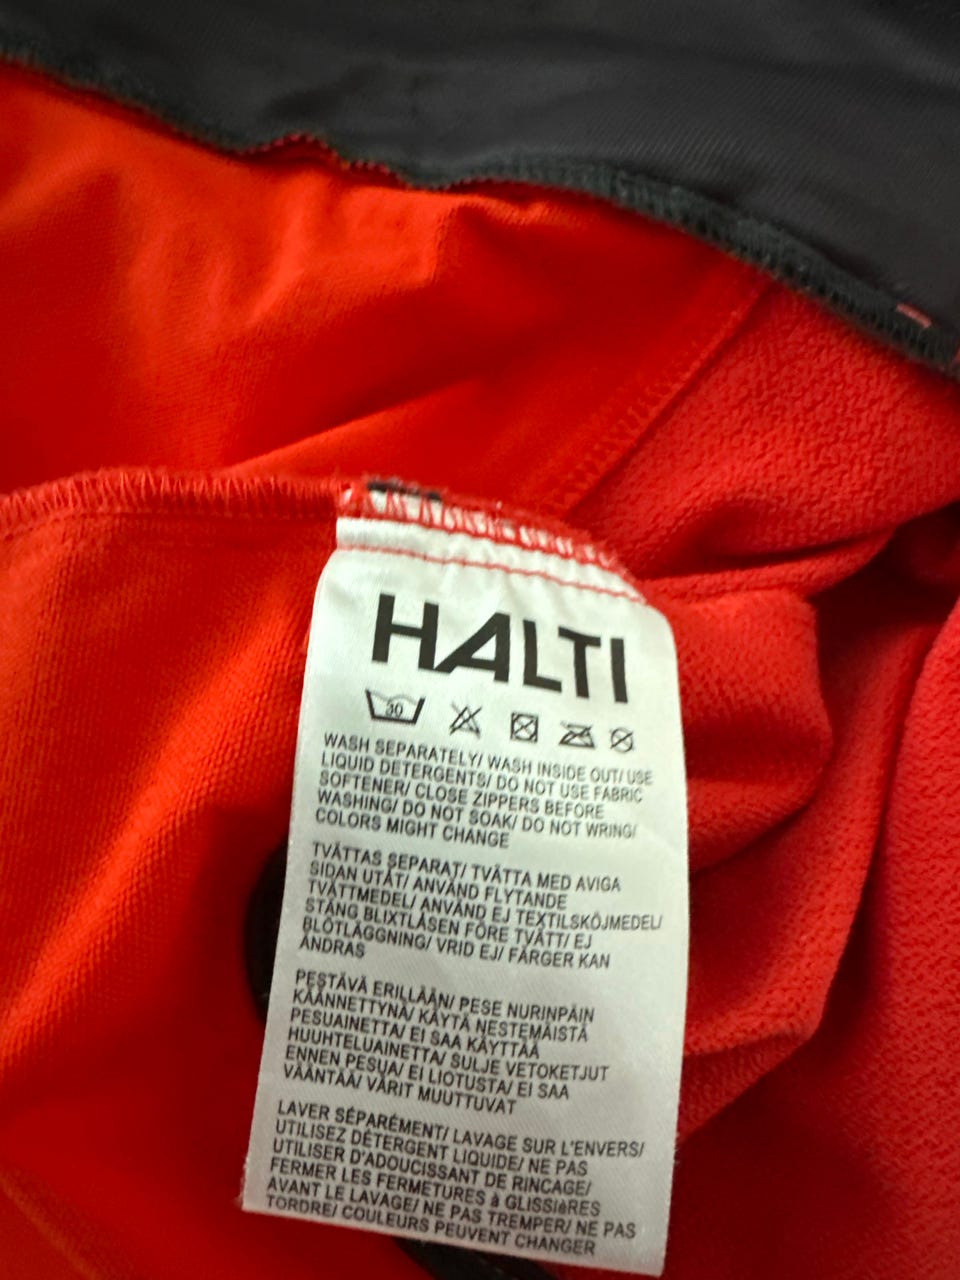 HALTI
30
WASH SEPARATELY/ WASH INSIDE OUT/ USE
LIQUID DETERGENTS/ DO NOT USE FABRIC
SOFTENER/ CLOSE ZIPPERS BEFORE
WASHING/ DO NOT SOAK/ DO NOT WRING/
COLORS MIGHT CHANGE
TVÄTTAS SEPARAT/ TVÄTTA MED AVIGA
SIDAN UTÅT/ ANVÄND FLYTANDE
TVÄTTMEDEL/ ANVÄND EJ TEXTILSKÖJMEDEL/
STÄNG BLIXTLÅSEN FÖRE TVÄTT/ EJ
BLÖTLÄGGNING/ VRID EJ/ FÄRGER KAN
ÄNDRAS
PESTÄVÄ ERILLÄÄN/ PESE NURINPÄIN
KÄÄNNETTYNÄ/ KÄYTÄ NESTEMÄISTÄ
PESUAINETTA/ EI SAA KÄYTTÄÄ
HUUHTELUAINETTA/ SULJE VETOKETJUT
ENNEN PESUA/ EI LIOTUSTA/ EI SAA
VÄÄNTÄÄ/ VÄRIT MUUTTUVAT
LAVER SÉPARÉMENT/ LAVAGE SUR L'ENVERS/
UTILISEZ DÉTERGENT LIQUIDE/ NE PAS
UTILISER D'ADOUCISSANT DE RINCAGE/
FERMER LES FERMETURES à GLISSIèRES
AVANT LE LAVAGE/ NE PAS TREMPER/ NE PAS
TORDRE/ COULEURS PEUVENT CHANGER